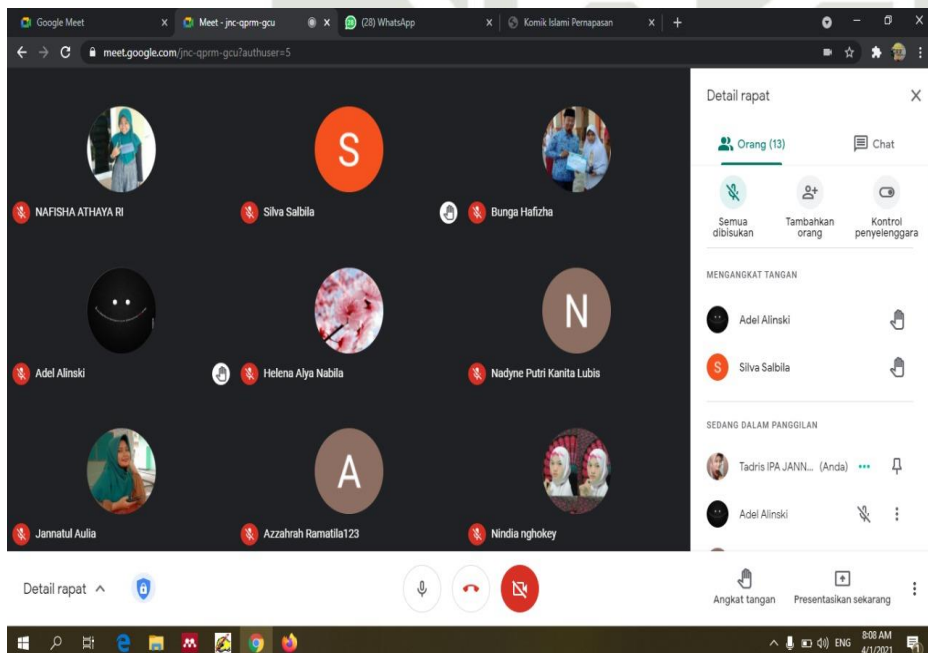 Google Meet
Meet - jnc-qprm-gcu
(28) WhatsApp
Komik Islami Pernapasan
meet.google.com/jnc-qprm-gcu?authuser=5
NAFISHA ATHAYA RI
S
Silva Salbila
Bunga Hafizha
Adel Alinski
Helena Alya Nabila
N
Nadyne Putri Kanita Lubis
Jannatul Aulia
A
Azzahrah Ramatila123
Nindia nghokey
Detail rapat
Orang (13)
Chat
Semua dibisukan
Tambahkan orang
Kontrol penyelenggara
MENGANGKAT TANGAN
Adel Alinski
S Silva Salbila
SEDANG DALAM PANGGILAN
Tadris IPA JANN... (Anda)
Adel Alinski
Detail rapat
Angkat tangan
Presentasikan sekarang
ENG
8:08 AM
4/1/2021